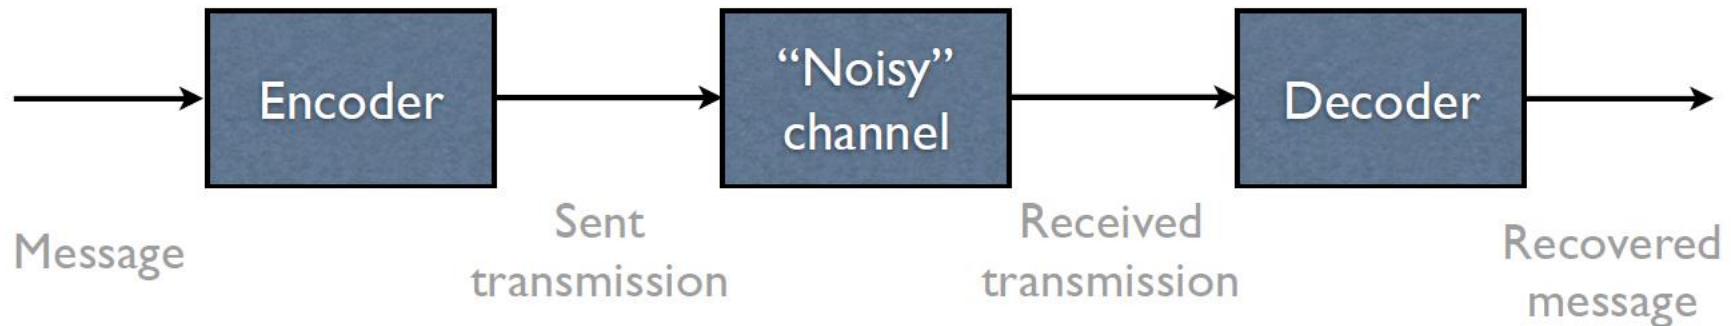 Encoder
“Noisy”
channel
Decoder
Message
Sent
transmission
Received
transmission
Recovered
message